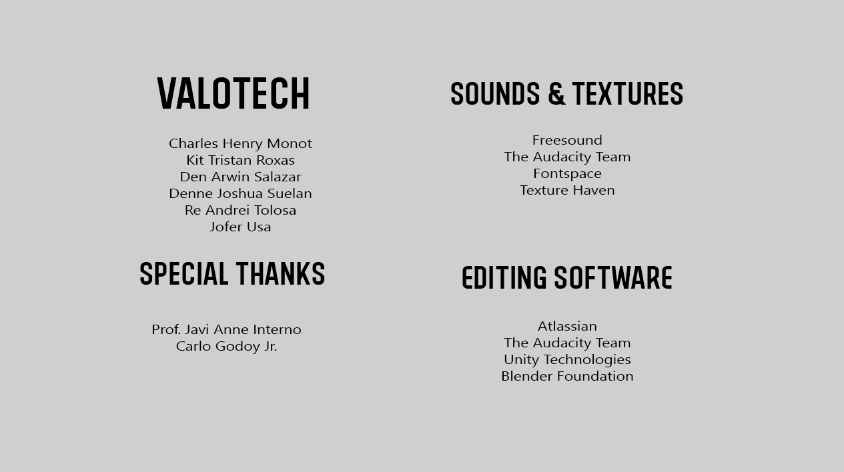 VALOTECH
Charles Henry Monot
Kit Tristan Roxas
Den Arwin Salazar
Denne Joshua Suelan
Re Andrei Tolosa
Jofer Usa
SPECIAL THANKS
Prof. Javi Anne Interno
Carlo Godoy Jr.
SOUNDS & TEXTURES
Freesound
The Audacity Team
Fontspace
Texture Haven
EDITING SOFTWARE
Atlassian
The Audacity Team
Unity Technologies
Blender Foundation